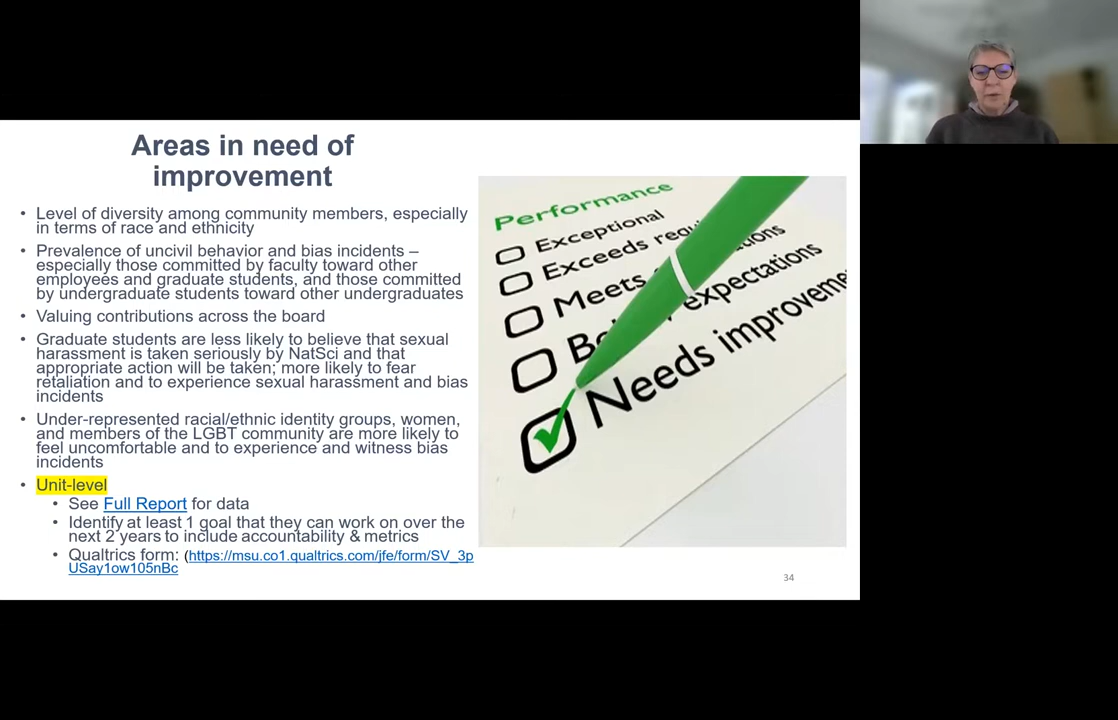 Areas in need of
improvement
• Level of diversity among community members, especially
in terms of race and ethnicity
• Prevalence of uncivil behavior and bias incidents –
especially those committed by faculty toward other
employees and graduate students, and those committed
by undergraduate students toward other undergraduates
• Valuing contributions across the board
• Graduate students are less likely to believe that sexual
harassment is taken seriously by NatSci and that
appropriate action will be taken; more likely to fear
retaliation and to experience sexual harassment and bias
incidents
• Under-represented racial/ethnic identity groups, women,
and members of the LGBT community are more likely to
feel uncomfortable and to experience and witness bias
incidents
• Unit-level
• See Full Report for data
• Identify at least 1 goal that they can work on over the
next 2 years to include accountability & metrics
• Qualtrics form: (https://msu.co1.qualtrics.com/jfe/form/SV_3p
USay1ow105nBc
Performance
Exceptional
Exceeds
Meets
expectations
Needs
34